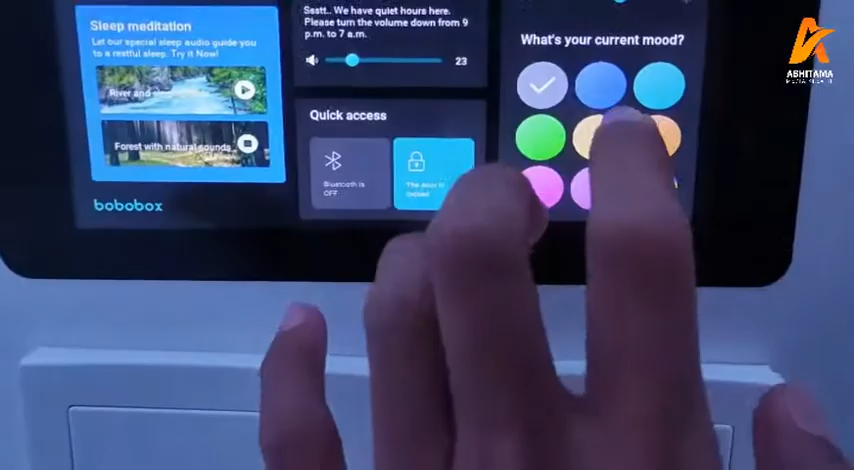 Sleep meditation
Let our special sleep audio guide you
to a restful sleep. Try it Now!
River and
Forest with natural sounds
bobobox
Ssstt.. We have quiet hours here.
Please turn the volume down from 9
p.m. to 7 a.m.
23
Quick access
Bluetooth is
OFF
The door is
locked
What's your current mood?
ASHITAMA